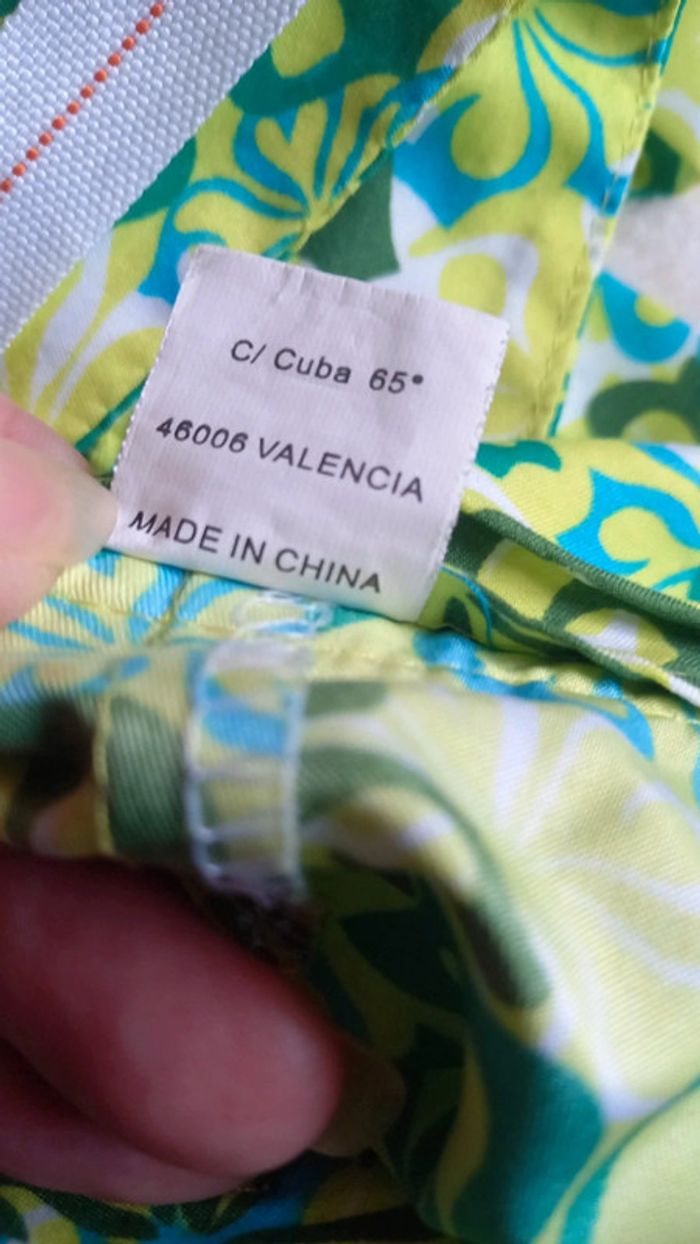 C/ Cuba 65•
46006 VALENCIA
MADE IN CHINA